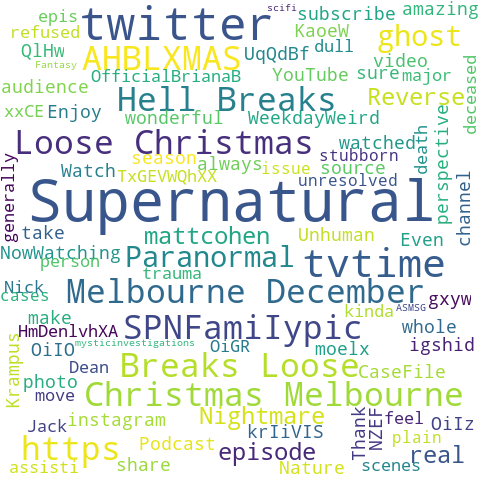 scifi
epis twitter subscribe amazing
refused KaoeW ghost
QlHw AHBLXMAS UqQdBf dull video
OfficialBrianaB YouTube sure major
audience Hell Breaks Reverse
xxCE Enjoy wonderful WeekdayWeird
Fantasy
deceased
Loose Christmas watched
season always source stubborn
Watch TxGEVWQhXX issue unresolved
death
perspective
generally
Supernatural
channel
take mattcohen Unhuman Even
NowWatching Paranormal tvtime
person trauma
Nick Melbourne December gxyw
cases make kinda whole
ASMSG
HmDenlvhXA SPNFamiIypic
OiIO mysticinvestigations OiGR moelx igshid
photo Dean Breaks Loose CaseFile
Krampus
move Christmas Melbourne
Jack instagram Nightmare feel OiIz
Thank
NZEF
https Podcast krIiVIS plain
episode real
assisti share Nature scenes